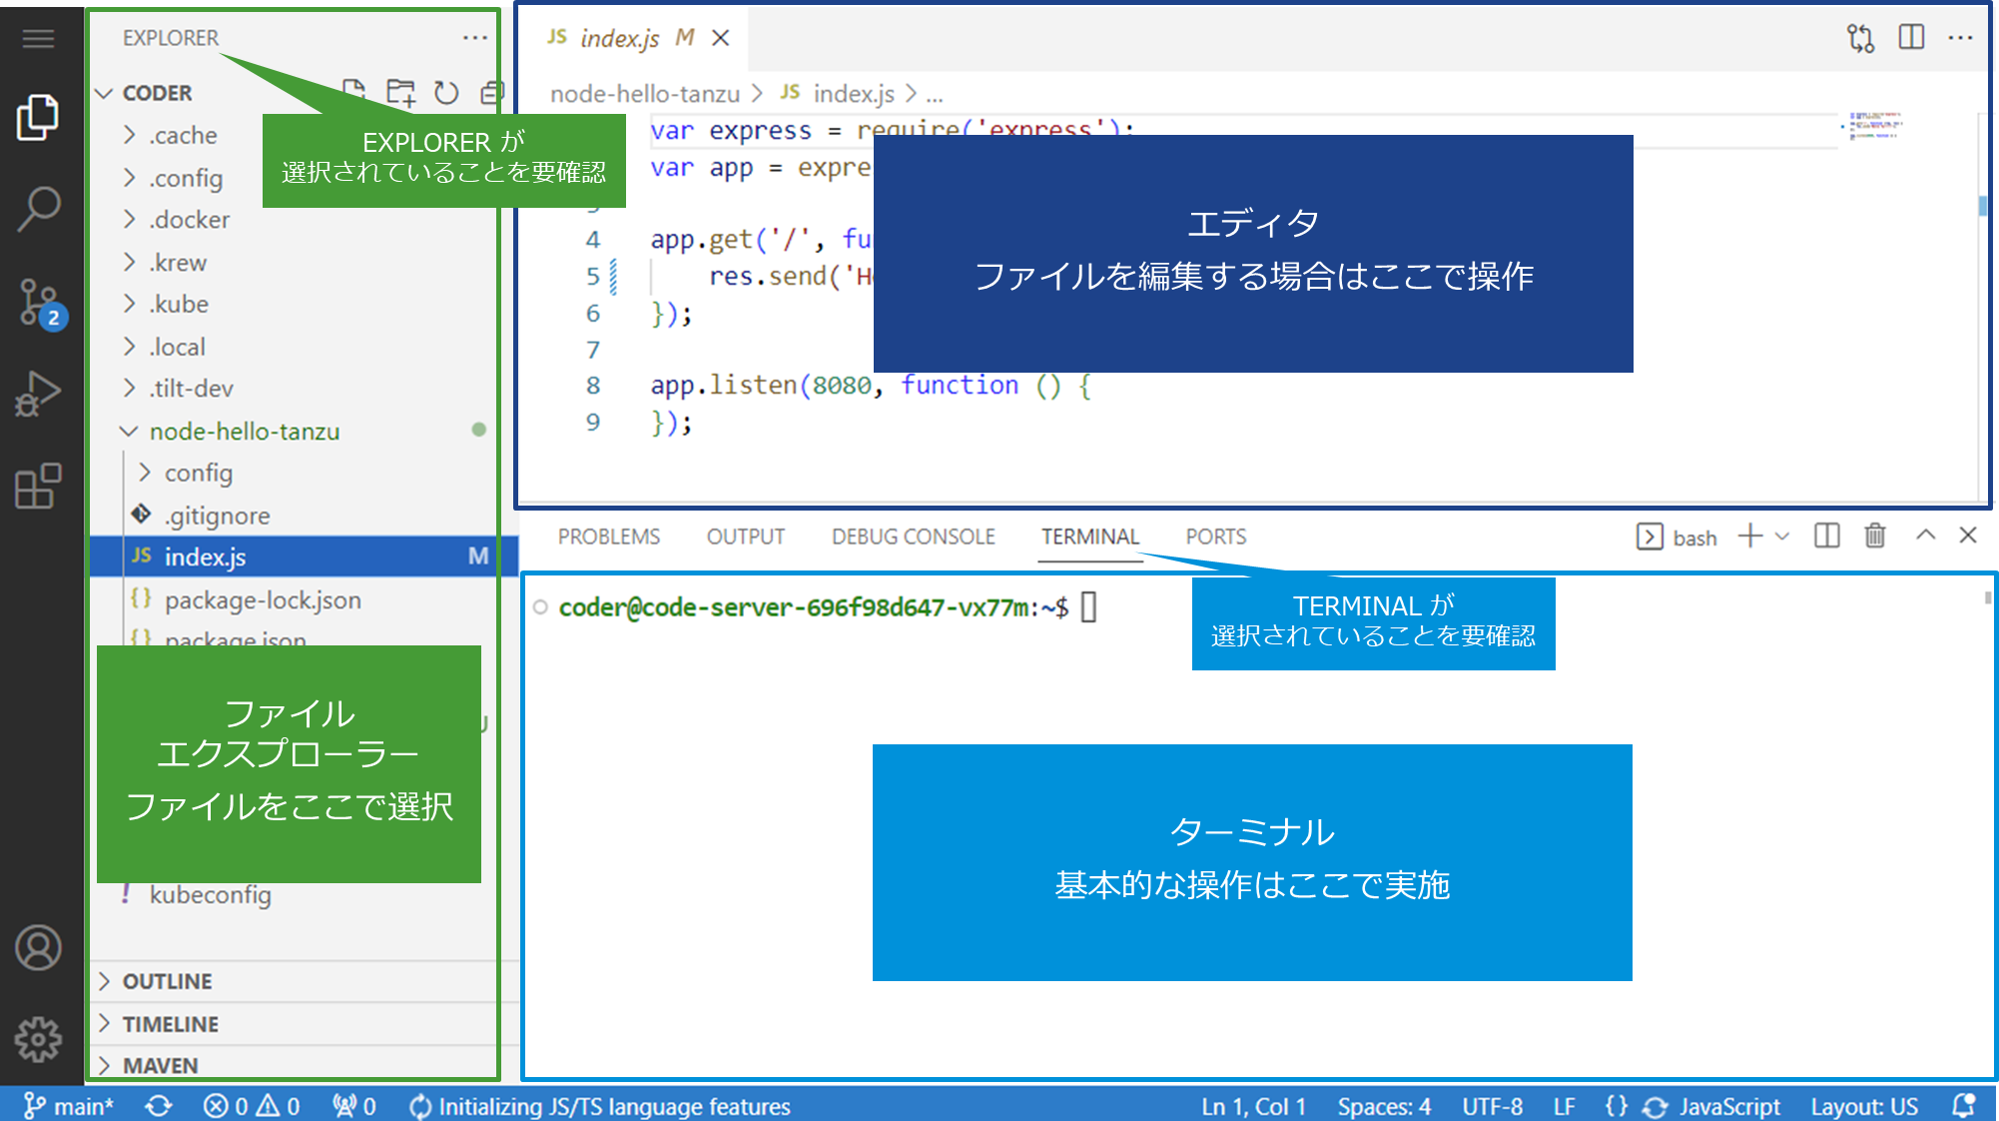 EXPLORER
CODER
.cache
.config
.docker
.krew
.kube
.local
.tilt-dev
node-hello-tanzu
config
.gitignore
JS index.js M
{} package-lock.json
{} package.json
! kubeconfig
OUTLINE
TIMELINE
MAVEN
EXPLORER が
選択されていることを要確認
ファイル
エクスプローラー
ファイルをここで選択
JS index.js M
node-hello-tanzu > JS index.js > ...
var express = require('express');
var app = expre
4 app.get('/', fu
5 res.send('H
6 });
7
8 app.listen(8080, function () {
9 });
エディタ
ファイルを編集する場合はここで操作
PROBLEMS OUTPUT DEBUG CONSOLE TERMINAL PORTS bash
coder@code-server-696f98d647-vx77m:~$
TERMINAL が
選択されていることを要確認
ターミナル
基本的な操作はここで実施
2
main* 0 0 0 Initializing JS/TS language features Ln 1, Col 1 Spaces: 4 UTF-8 LF {} JavaScript Layout: US